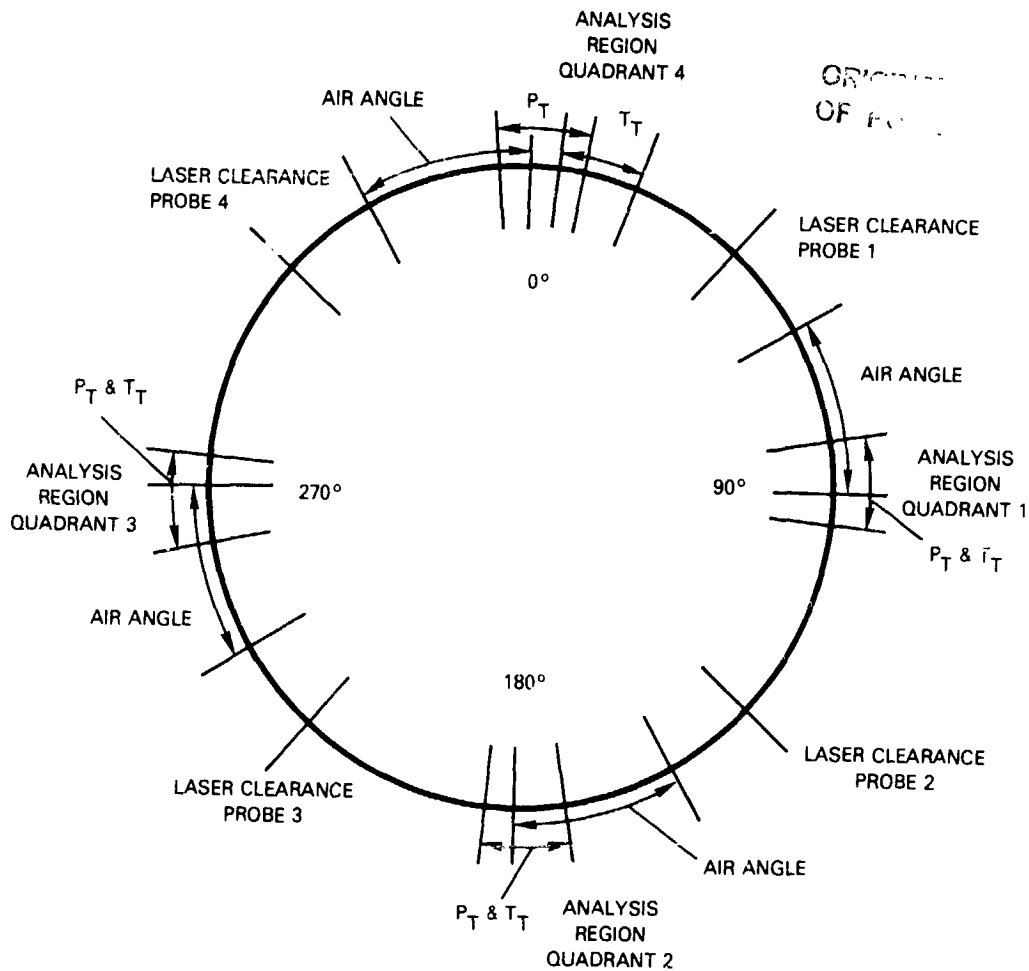 ANALYSIS
REGION
QUADRANT 4
AIR ANGLE
P_T
T_T
OF
LASER CLEARANCE
PROBE 4
LASER CLEARANCE
PROBE 1
0°
AIR ANGLE
P_T & T_T
ANALYSIS
REGION
QUADRANT 3
270°
90°
ANALYSIS
REGION
QUADRANT 1
P_T & T_T
AIR ANGLE
180°
LASER CLEARANCE
PROBE 3
LASER CLEARANCE
PROBE 2
AIR ANGLE
P_T & T_T
ANALYSIS
REGION
QUADRANT 2